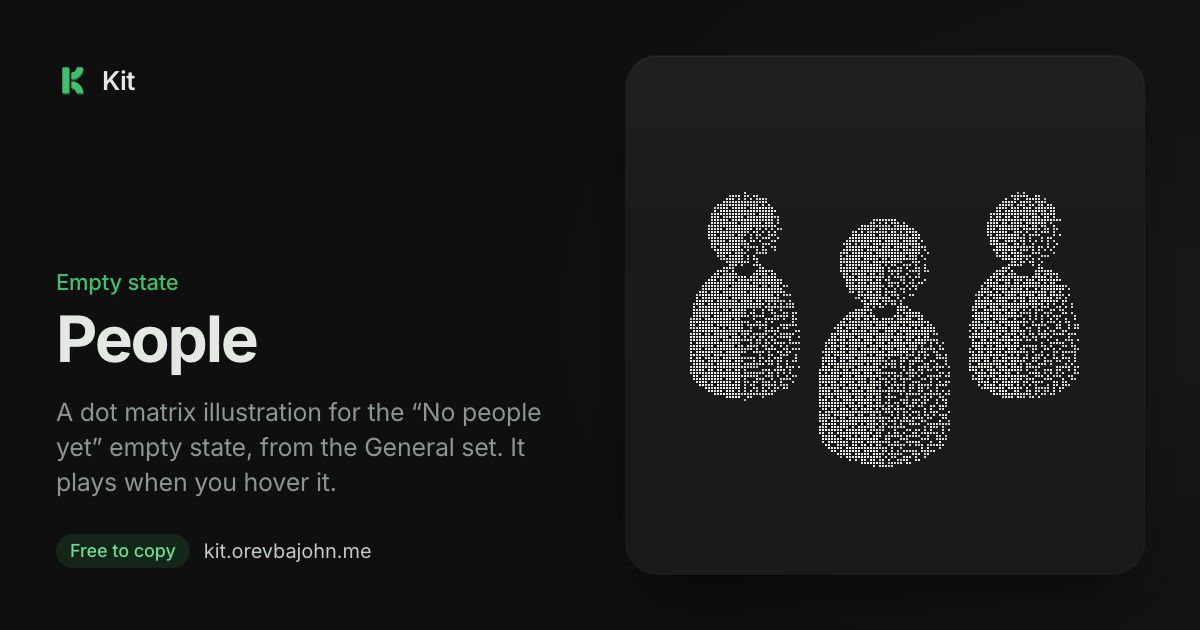 Kit
Empty state
People
A dot matrix illustration for the “No people
yet” empty state, from the General set. It
plays when you hover it.
Free to copy
kit.orevbajohn.me